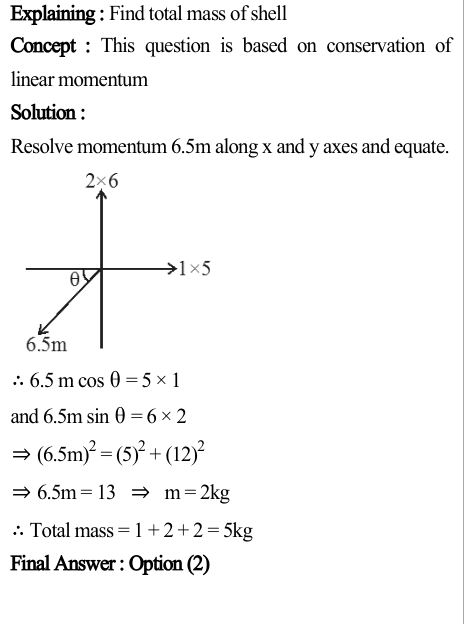 Explaining : Find total mass of shell
Concept : This question is based on conservation of
linear momentum
Solution :
Resolve momentum 6.5m along x and y axes and equate.
2×6
1×5
θ
6.5m
∴ 6.5 m cos θ = 5 × 1
and 6.5m sin θ = 6 × 2
⇒ (6.5m)² = (5)² + (12)²
⇒ 6.5m = 13 ⇒ m = 2kg
∴ Total mass = 1 + 2 + 2 = 5kg
Final Answer : Option (2)